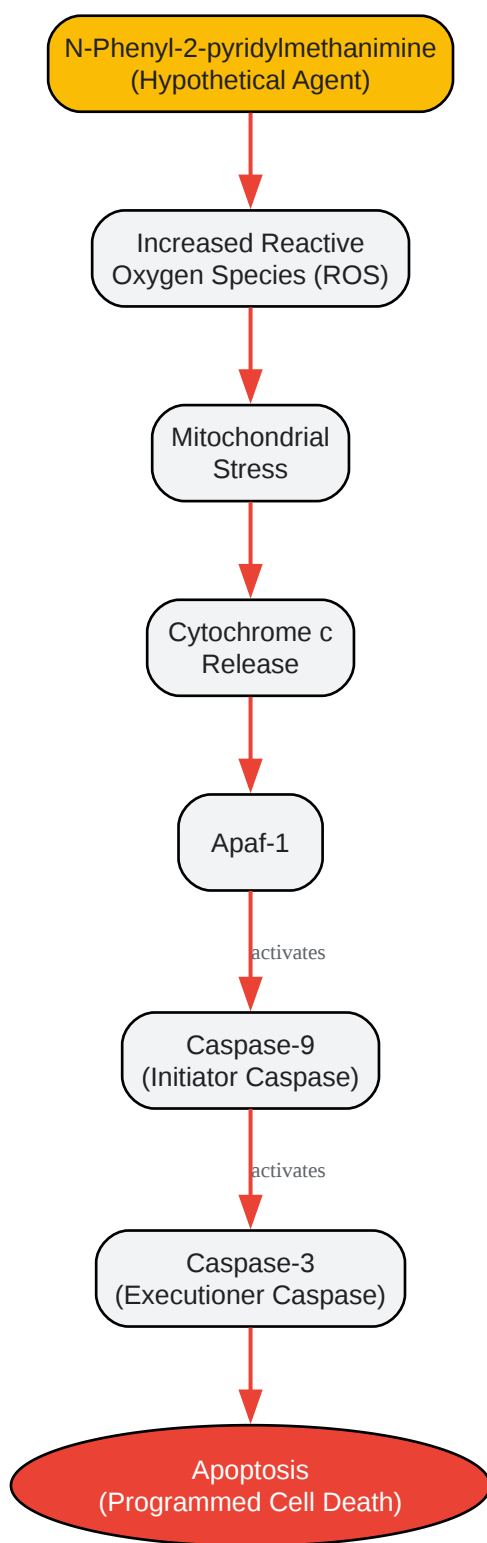 N-Phenyl-2-pyridylmethanimine
(Hypothetical Agent)
Increased Reactive
Oxygen Species (ROS)
Mitochondrial
Stress
Cytochrome c
Release
Apaf-1
activates
Caspase-9
(Initiator Caspase)
activates
Caspase-3
(Executioner Caspase)
Apoptosis
(Programmed Cell Death)